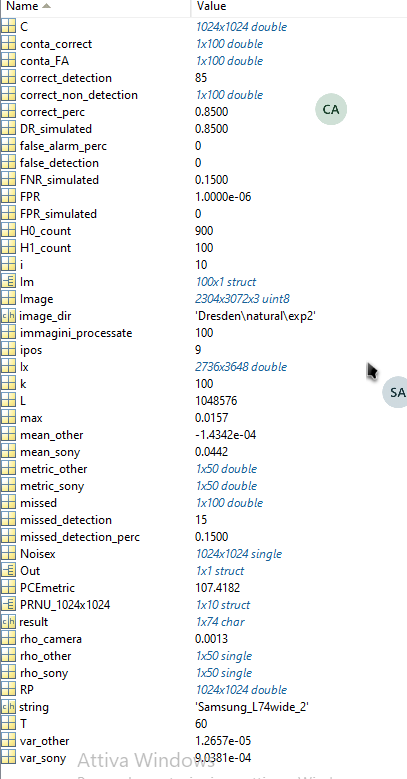 Name Value
C 1024x1024 double
conta_correct 1x100 double
conta_FA 1x100 double
correct_detection 85
correct_non_detection 1x100 double
correct_perc 0.8500
CA
DR_simulated 0.8500
false_alarm_perc 0
false_detection 0
FNR_simulated 0.1500
FPR 1.0000e-06
FPR_simulated 0
H0_count 900
H1_count 100
i 10
Im 100x1 struct
Image 2304x3072x3 uint8
image_dir 'Dresden\natural\exp2'
immagini_processate 100
ipos 9
Ix 2736x3648 double
k 100
SA
L 1048576
max 0.0157
mean_other -1.4342e-04
mean_sony 0.0442
metric_other 1x50 double
metric_sony 1x50 double
missed 1x100 double
missed_detection 15
missed_detection_perc 0.1500
Noisex 1024x1024 single
Out 1x1 struct
PCEmetric 107.4182
PRNU_1024x1024 1x10 struct
result 1x74 char
rho_camera 0.0013
rho_other 1x50 single
rho_sony 1x50 single
RP 1024x1024 double
string 'Samsung_L74wide_2'
T 60
var_other 1.2657e-05
var_sony 9.0381e-04
Attiva Windows